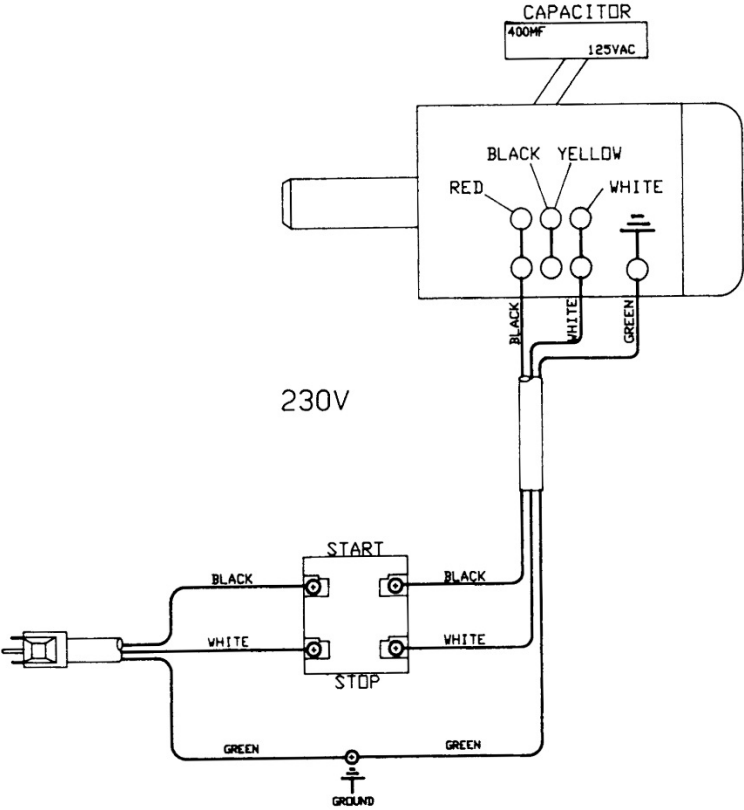 CAPACITOR
400MF
125VAC
BLACK YELLOW
RED
WHITE
BLACK
WHITE
GREEN
230V
START
BLACK
BLACK
WHITE
WHITE
STOP
GREEN
GREEN
GROUND